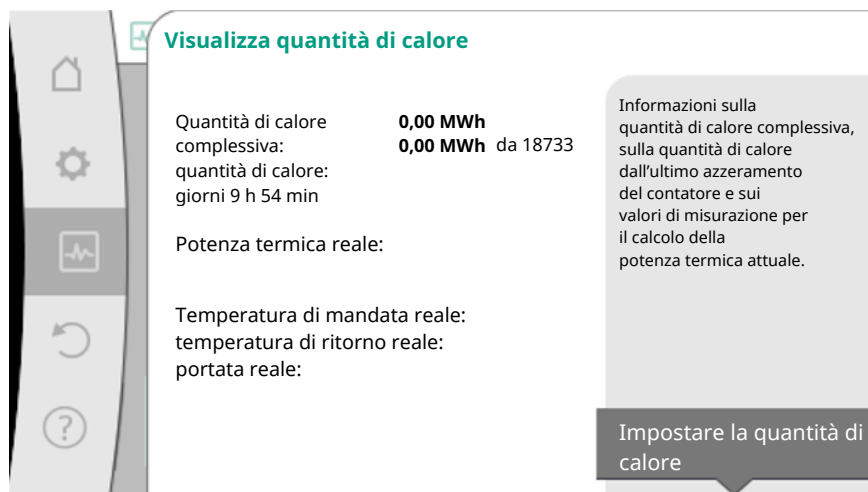 Visualizza quantità di calore
Quantità di calore
complessiva:
quantità di calore:
giorni 9 h 54 min
0,00 MWh
0,00 MWh da 18733
Potenza termica reale:
Temperatura di mandata reale:
temperatura di ritorno reale:
portata reale:
Informazioni sulla
quantità di calore complessiva,
sulla quantità di calore
dall'ultimo azzeramento
del contatore e sui
valori di misurazione per
il calcolo della
potenza termica attuale.
Impostare la quantità di
calore
?